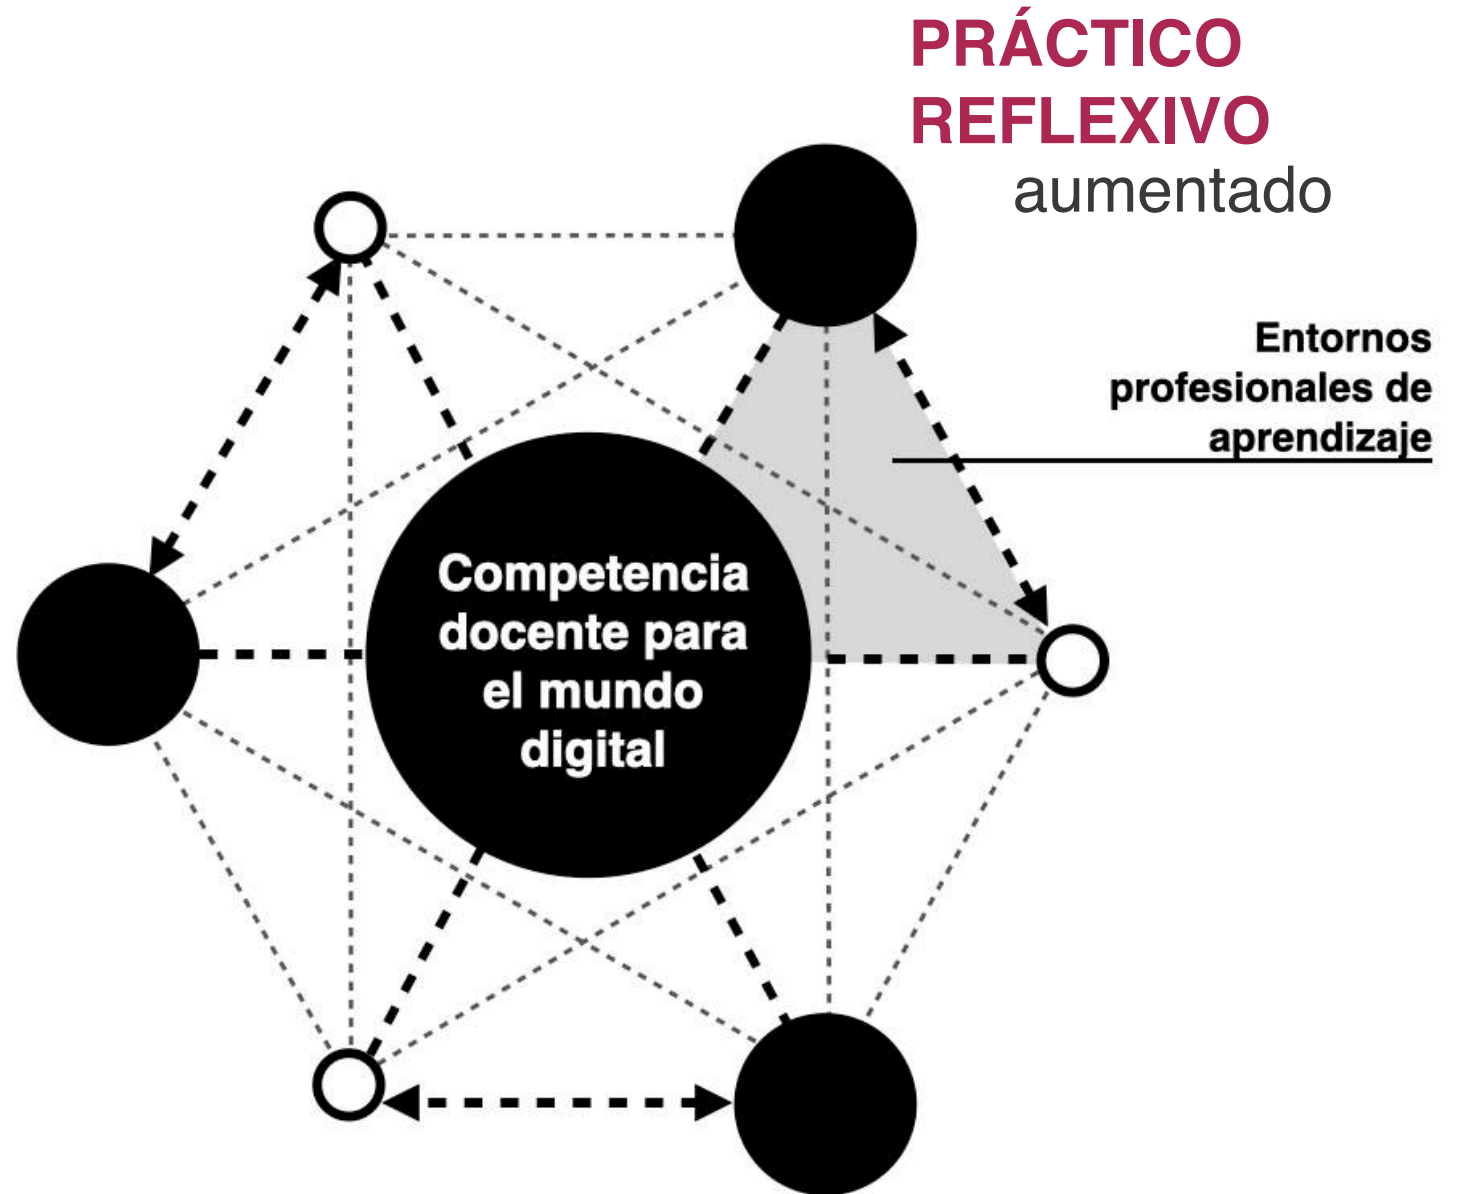 PRÁCTICO
REFLEXIVO
aumentado
Entornos
profesionales de
aprendizaje
Competencia
docente para
el mundo
digital